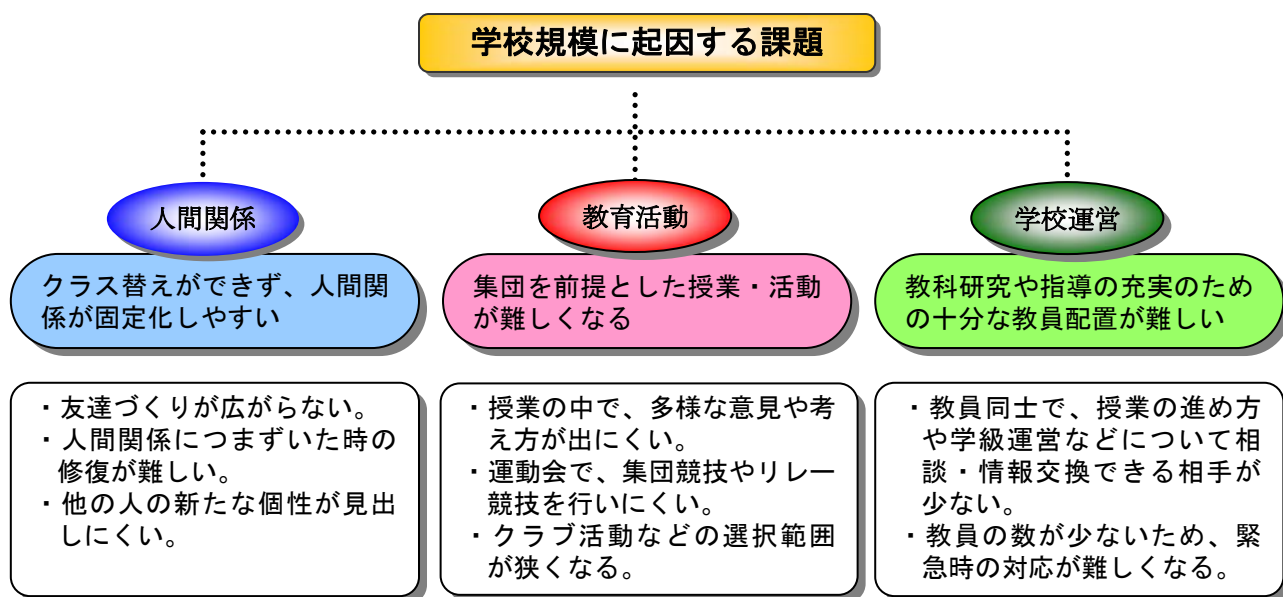 学校規模に起因する課題
人間関係
クラス替えができず、人間関
係が固定化しやすい
・友達づくりが広がらない。
・人間関係につまずいた時の
修復が難しい。
・他の人の新たな個性が見出
しにくい。
教育活動
集団を前提とした授業・活動
が難しくなる
・授業の中で、多様な意見や考
え方が出にくい。
・運動会で、集団競技やリレー
競技を行いにくい。
・クラブ活動などの選択範囲
が狭くなる。
学校運営
教科研究や指導の充実のため
の十分な教員配置が難しい
・教員同士で、授業の進め方
や学級運営などについて相
談・情報交換できる相手が
少ない。
・教員の数が少ないため、緊
急時の対応が難しくなる。